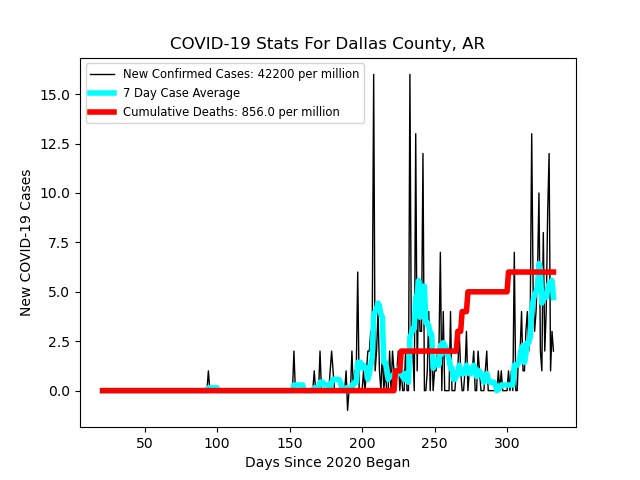 COVID-19 Stats For Dallas County, AR
New Confirmed Cases: 42200 per million
7 Day Case Average
Cumulative Deaths: 856.0 per million
15.0
12.5
10.0
7.5
5.0
2.5
0.0
New COVID-19 Cases
50 100 150 200 250 300
Days Since 2020 Began